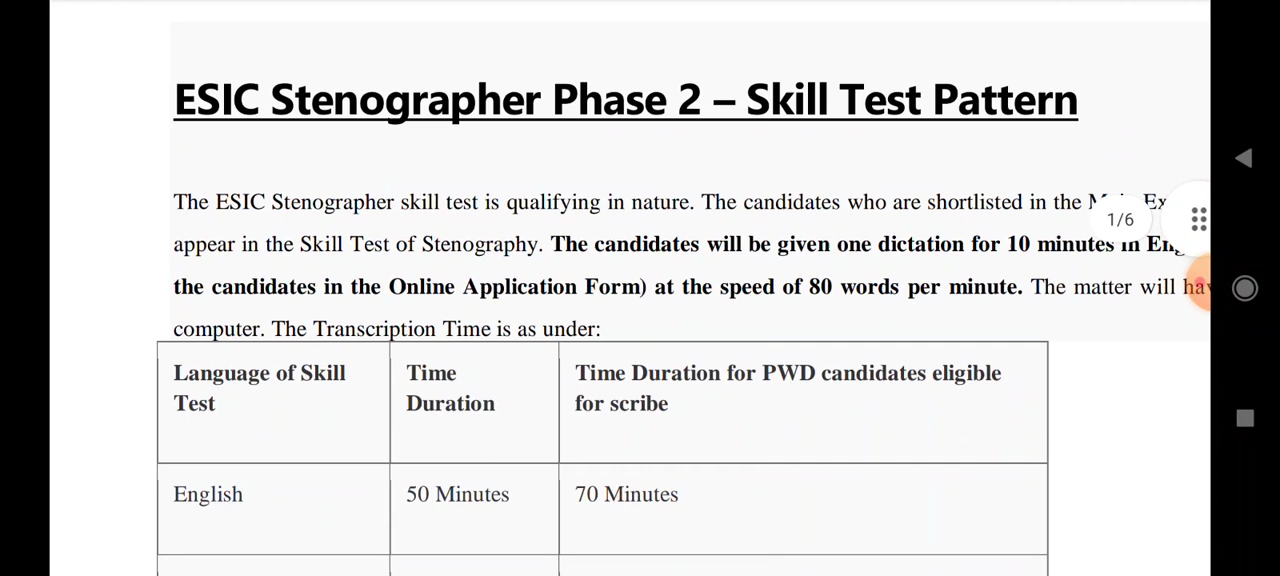 ESIC Stenographer Phase 2 – Skill Test Pattern
The ESIC Stenographer skill test is qualifying in nature. The candidates who are shortlisted in the
1/6
appear in the Skill Test of Stenography. The candidates will be given one dictation for 10 minutes in
the candidates in the Online Application Form) at the speed of 80 words per minute. The matter will
computer. The Transcription Time is as under:
Language of Skill Test
Time Duration
Time Duration for PWD candidates eligible for scribe
English
50 Minutes
70 Minutes